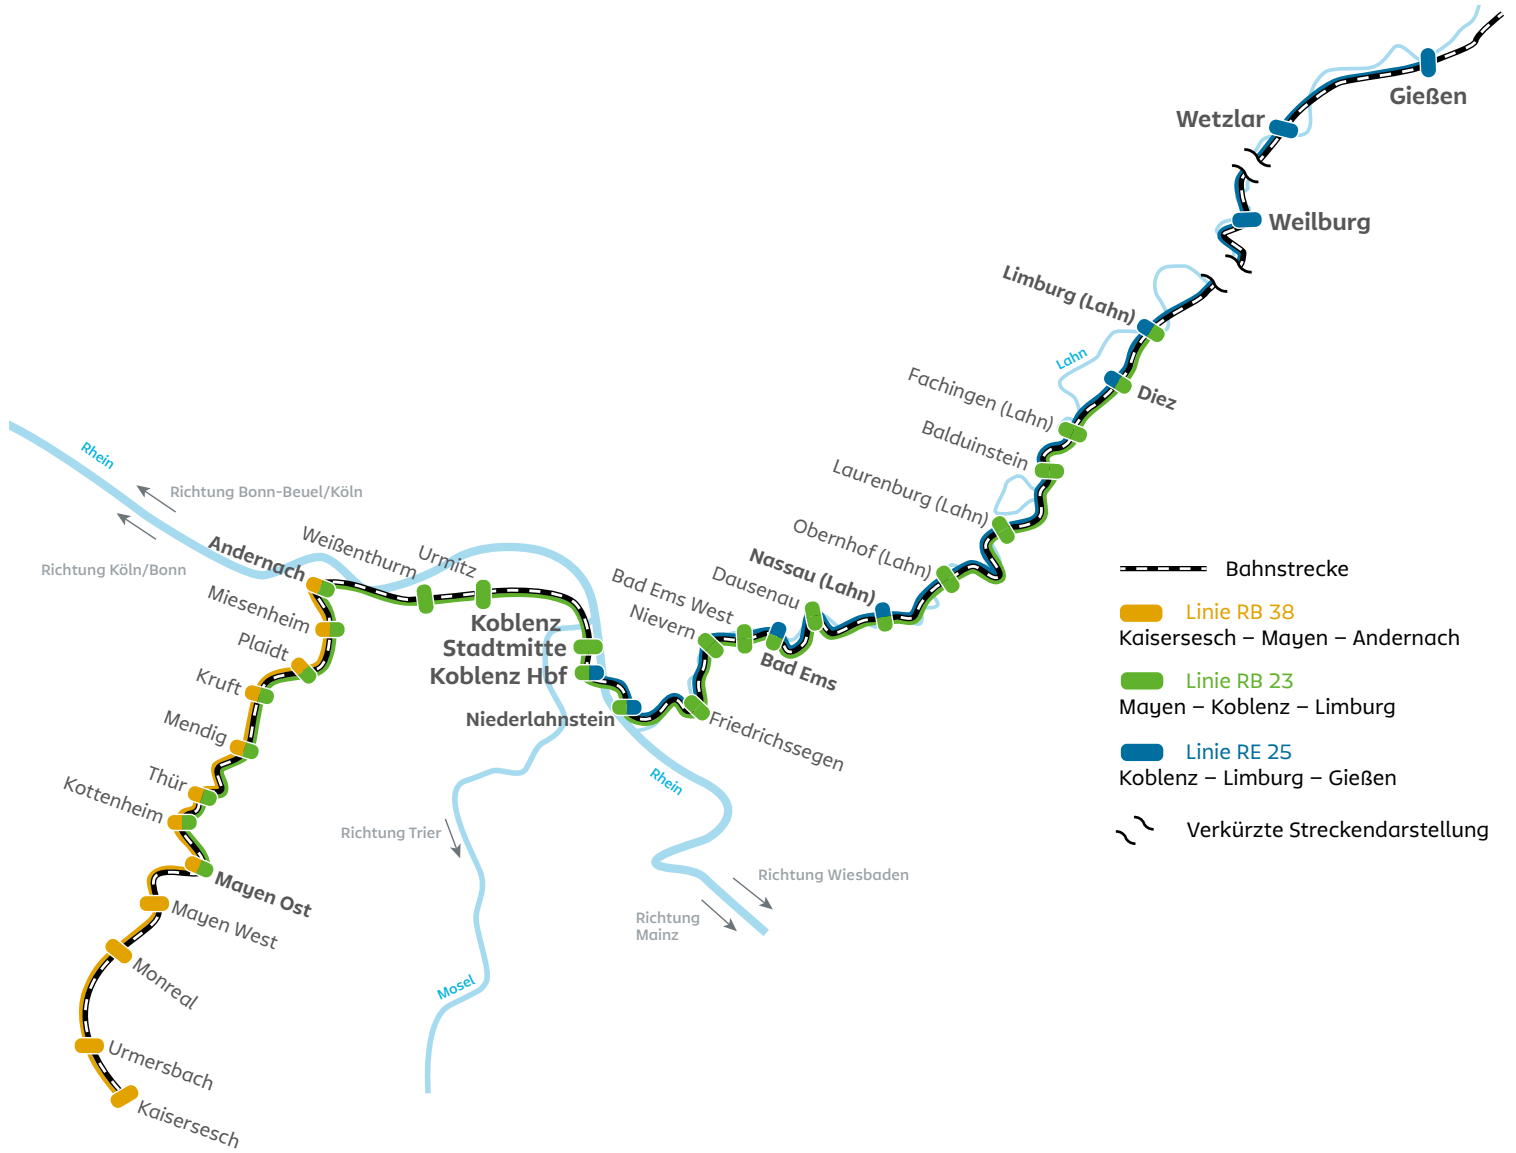 Gießen
Wetzlar
Weilburg
Limburg (Lahn)
Lahn
Diez
Fachingen (Lahn)
Balduinstein
Laurenburg (Lahn)
Obernhof (Lahn)
Nassau (Lahn)
Dausenau
Bad Ems West
Bad Ems
Nievern
Friedrichssegen
Rhein
Richtung Bonn-Beuel/Köln
Richtung Köln/Bonn
Andernach
Weißenthurm
Urmitz
Koblenz
Stadtmitte
Koblenz Hbf
Niederlahnstein
Miesenheim
Plaidt
Kruft
Mendig
Thür
Kottenheim
Mayen Ost
Mayen West
Monreal
Urmersbach
Kaisersesch
Richtung Trier
Mosel
Rhein
Richtung Wiesbaden
Richtung
Mainz
Bahnstrecke
Linie RB 38
Kaisersesch – Mayen – Andernach
Linie RB 23
Mayen – Koblenz – Limburg
Linie RE 25
Koblenz – Limburg – Gießen
Verkürzte Streckendarstellung